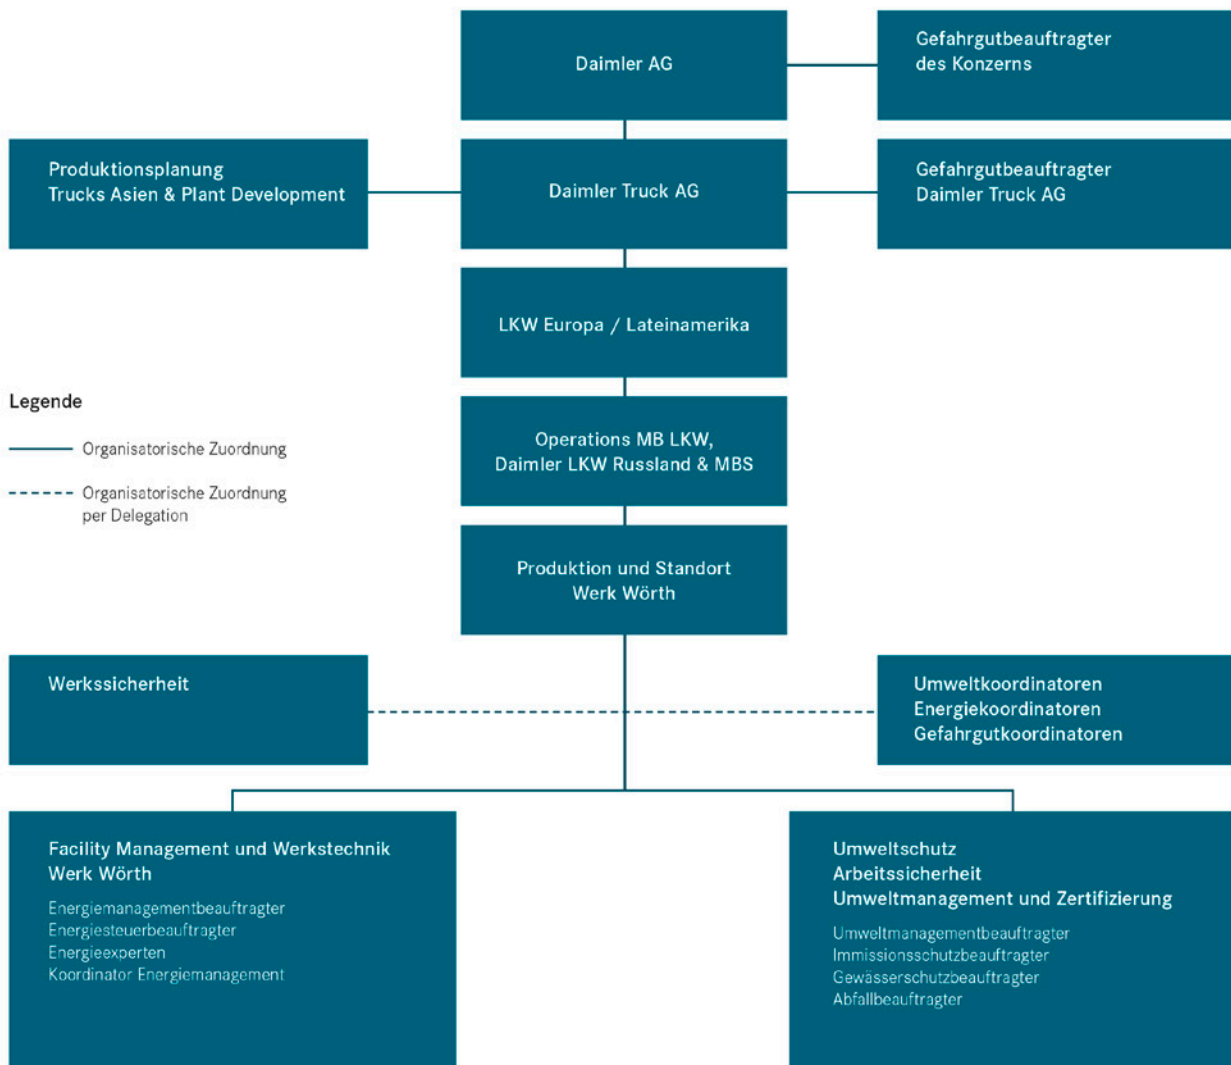 Daimler AG
Gefahrgutbeauftragter
des Konzerns
Produktionsplanung
Trucks Asien & Plant Development
Daimler Truck AG
Gefahrgutbeauftragter
Daimler Truck AG
LKW Europa / Lateinamerika
Legende
Organisatorische Zuordnung
Organisatorische Zuordnung
per Delegation
Operations MB LKW,
Daimler LKW Russland & MBS
Produktion und Standort
Werk Wörth
Werkssicherheit
Umweltkoordinatoren
Energiekoordinatoren
Gefahrgutkoordinatoren
Facility Management und Werkstechnik
Werk Wörth
Energiemanagementbeauftragter
Energiesteuerbeauftragter
Energieexperten
Koordinator Energiemanagement
Umweltschutz
Arbeitssicherheit
Umweltmanagement und Zertifizierung
Umweltmanagementbeauftragter
Immissionsschutzbeauftragter
Gewässerschutzbeauftragter
Abfallbeauftragter